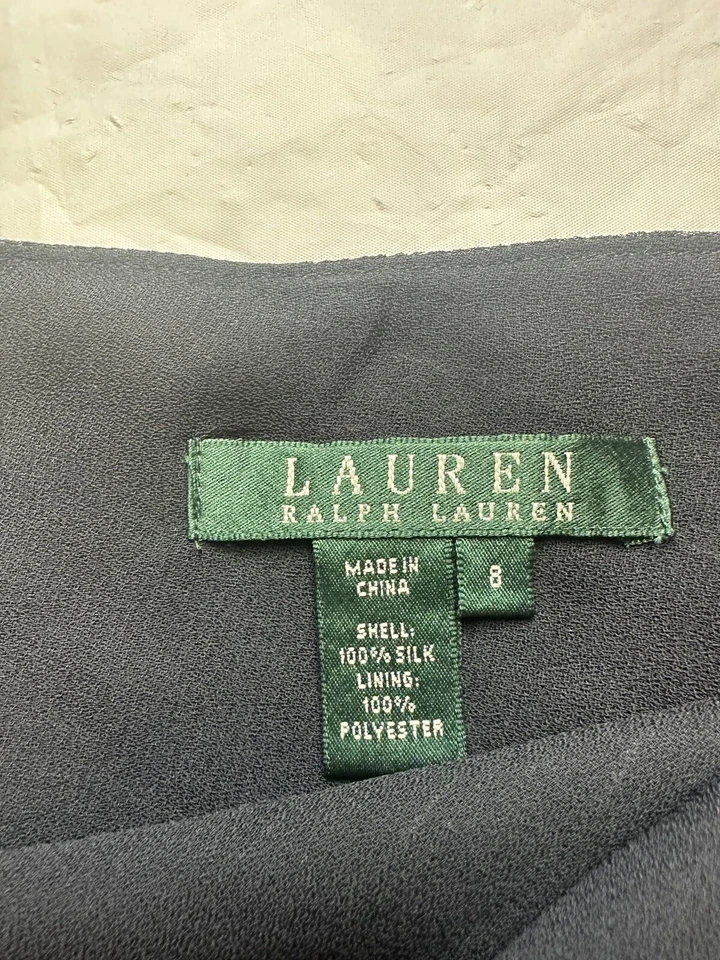 LAUREN
RALPH LAUREN
MADE IN
CHINA
8
SHELL:
100% SILK
LINING:
100%
POLYESTER